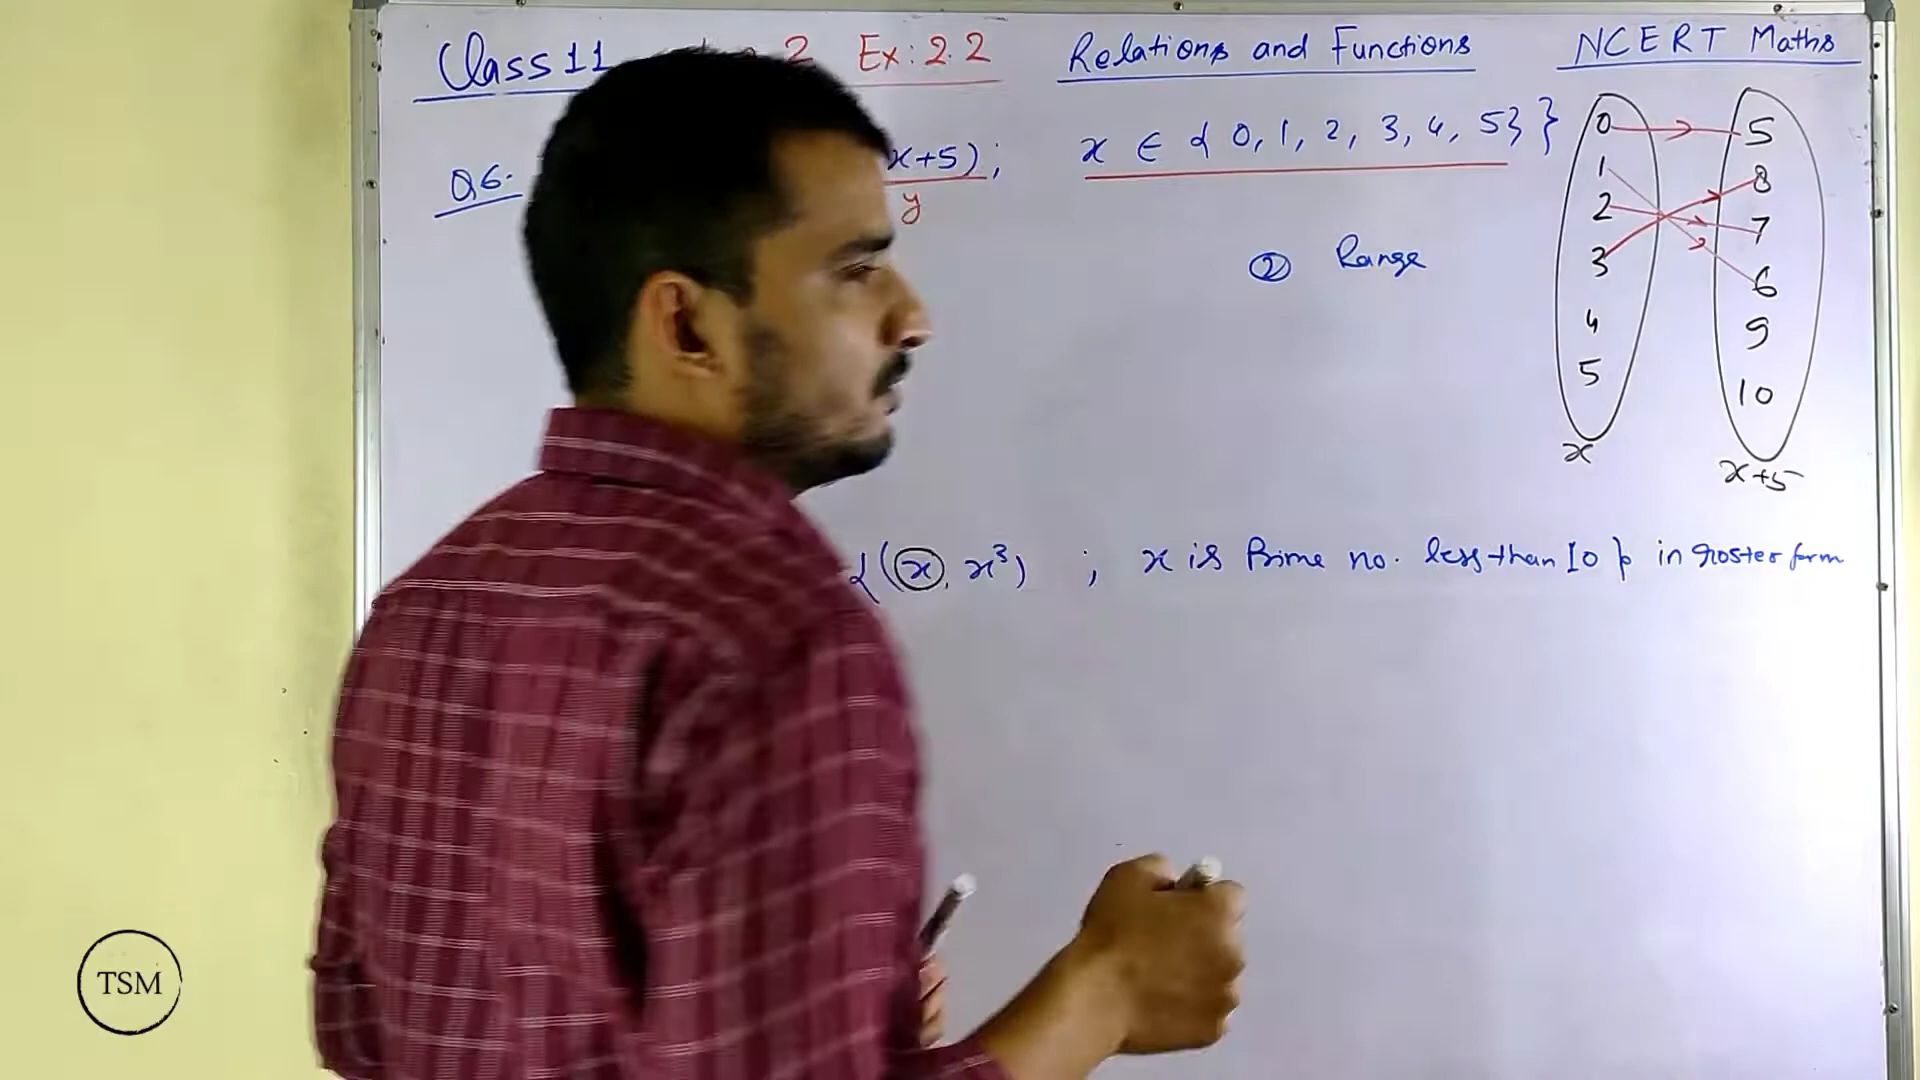 Class 11 2 Ex: 2.2 Relations and Functions NCERT Maths
Q6. x+5); x ∈ { 0, 1, 2, 3, 4, 5} }
y
② Range
0 5
1 8
2 7
3 6
4 9
5 10
x x+5
{(x, x³) ; x is Prime no. less than 10 } in roster form
TSM